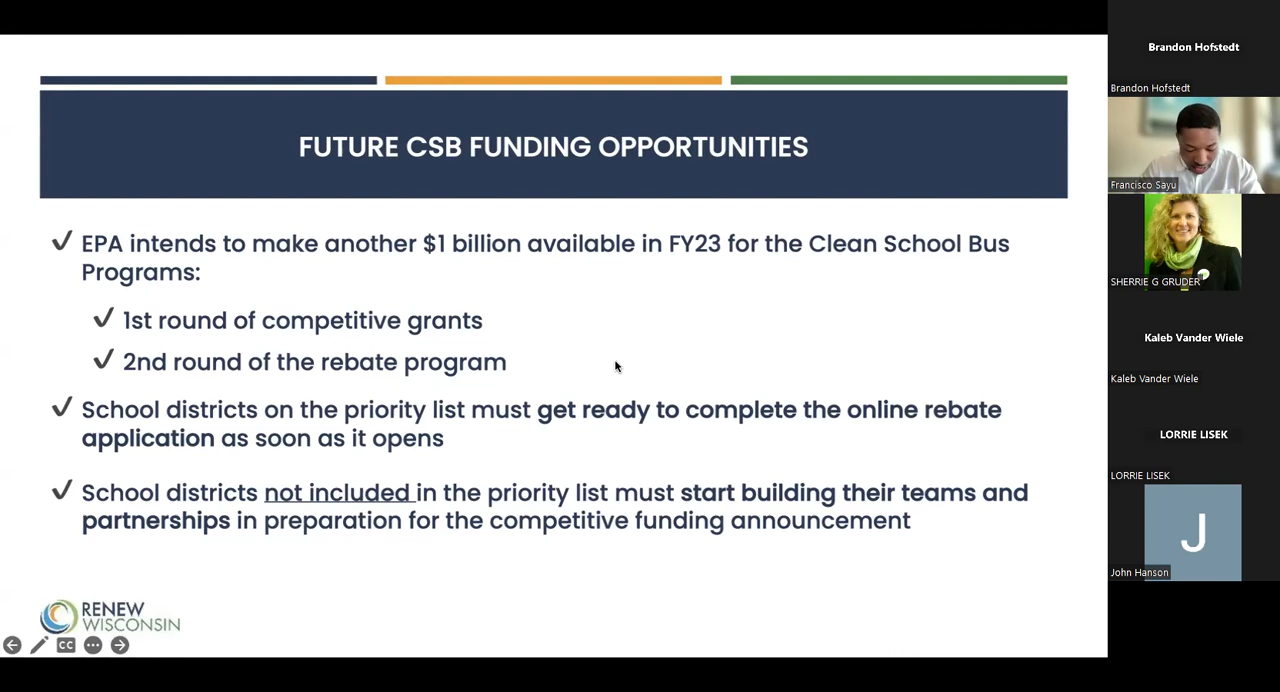 FUTURE CSB FUNDING OPPORTUNITIES
✓ EPA intends to make another $1 billion available in FY23 for the Clean School Bus
Programs:
✓ 1st round of competitive grants
✓ 2nd round of the rebate program
✓ School districts on the priority list must get ready to complete the online rebate
application as soon as it opens
✓ School districts not included in the priority list must start building their teams and
partnerships in preparation for the competitive funding announcement
RENEW
WISCONSIN
CC
Brandon Hofstedt
Brandon Hofstedt
Francisco Sayu
SHERRIE G GRUDER
Kaleb Vander Wiele
Kaleb Vander Wiele
LORRIE LISEK
LORRIE LISEK
J
John Hanson